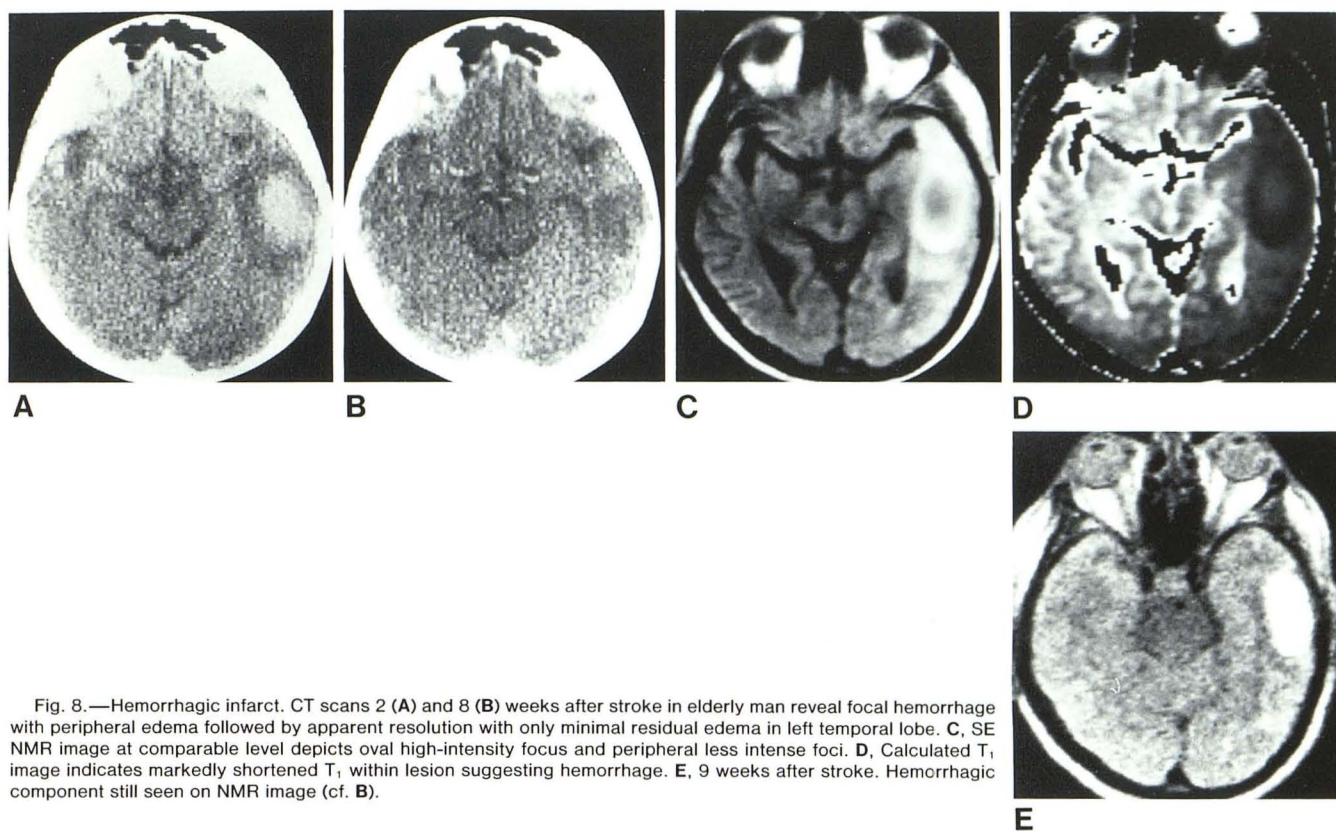 A
B
C
D
E
Fig. 8.—Hemorrhagic infarct. CT scans 2 (A) and 8 (B) weeks after stroke in elderly man reveal focal hemorrhage
with peripheral edema followed by apparent resolution with only minimal residual edema in left temporal lobe. C, SE
NMR image at comparable level depicts oval high-intensity focus and peripheral less intense foci. D, Calculated T₁
image indicates markedly shortened T₁ within lesion suggesting hemorrhage. E, 9 weeks after stroke. Hemorrhagic
component still seen on NMR image (cf. B).